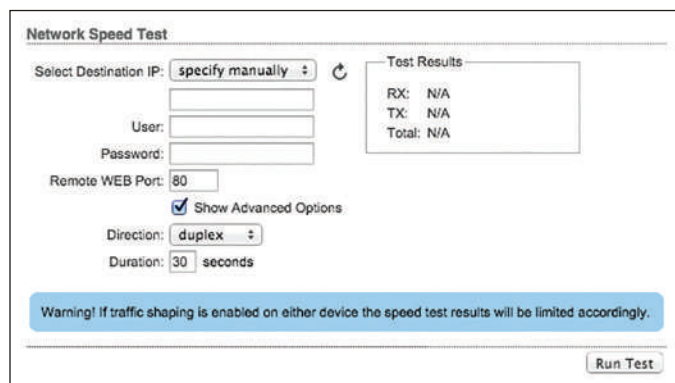 Network Speed Test
Select Destination IP: specify manually
User:
Password:
Remote WEB Port: 80
Show Advanced Options
Direction: duplex
Duration: 30 seconds
Test Results
RX: N/A
TX: N/A
Total: N/A
Warning! If traffic shaping is enabled on either device the speed test results will be limited accordingly.
Run Test